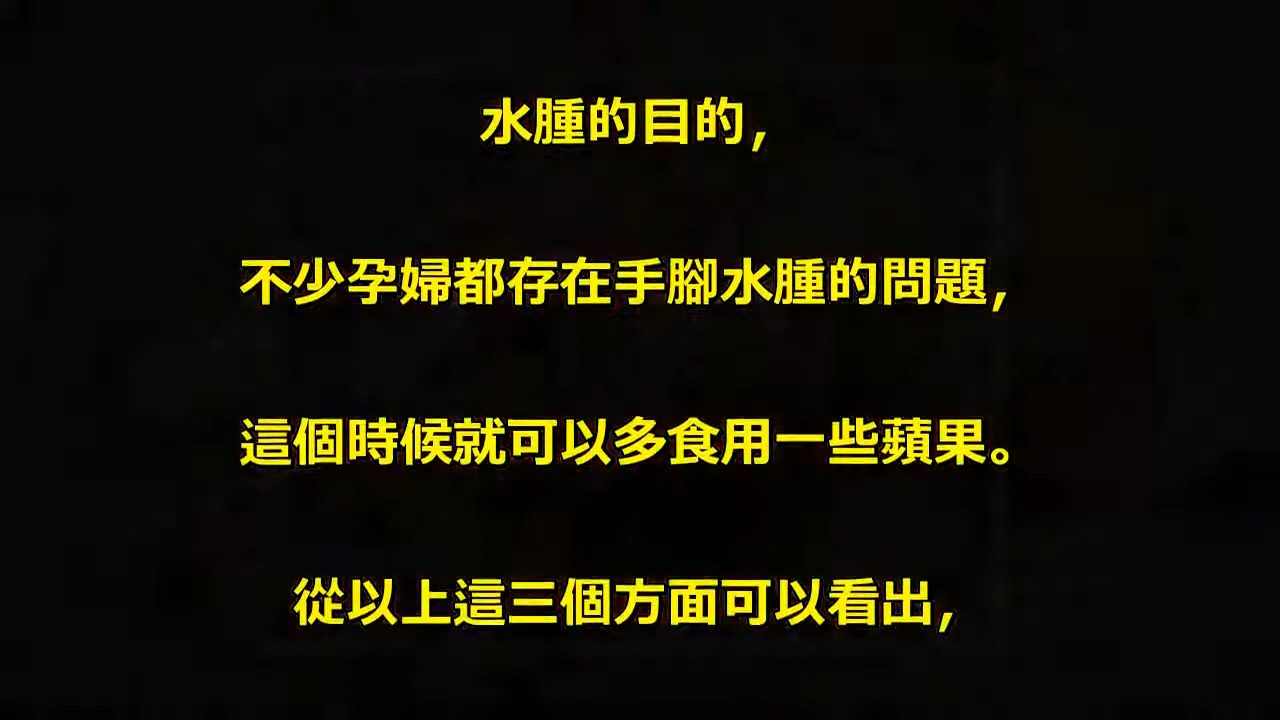 水腫的目的，
不少孕婦都存在手腳水腫的問題，
這個時候就可以多食用一些蘋果。
從以上這三個方面可以看出，